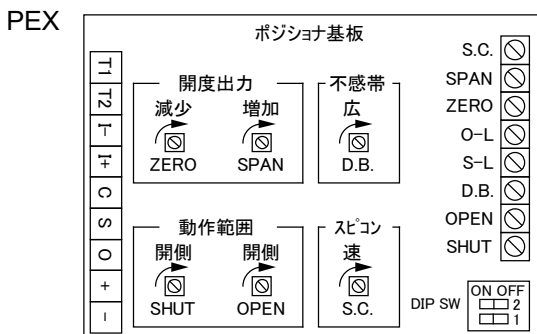 PEX
ポジショナ基板
T1
T2
I-
I+
C
S
O
+
-
開度出力
減少 増加
ZERO SPAN
不感帯
広
D.B.
動作範囲
開側 開側
SHUT OPEN
スピコン
速
S.C.
S.C.
SPAN
ZERO
O-L
S-L
D.B.
OPEN
SHUT
DIP SW
ON OFF
2
1